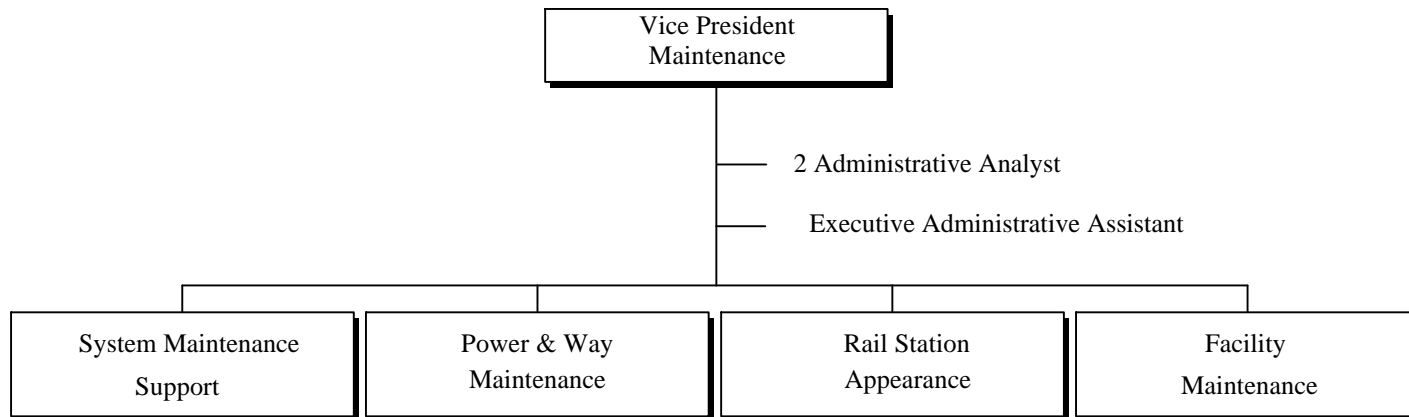 Vice President
Maintenance
2 Administrative Analyst
Executive Administrative Assistant
System Maintenance
Support
Power & Way
Maintenance
Rail Station
Appearance
Facility
Maintenance